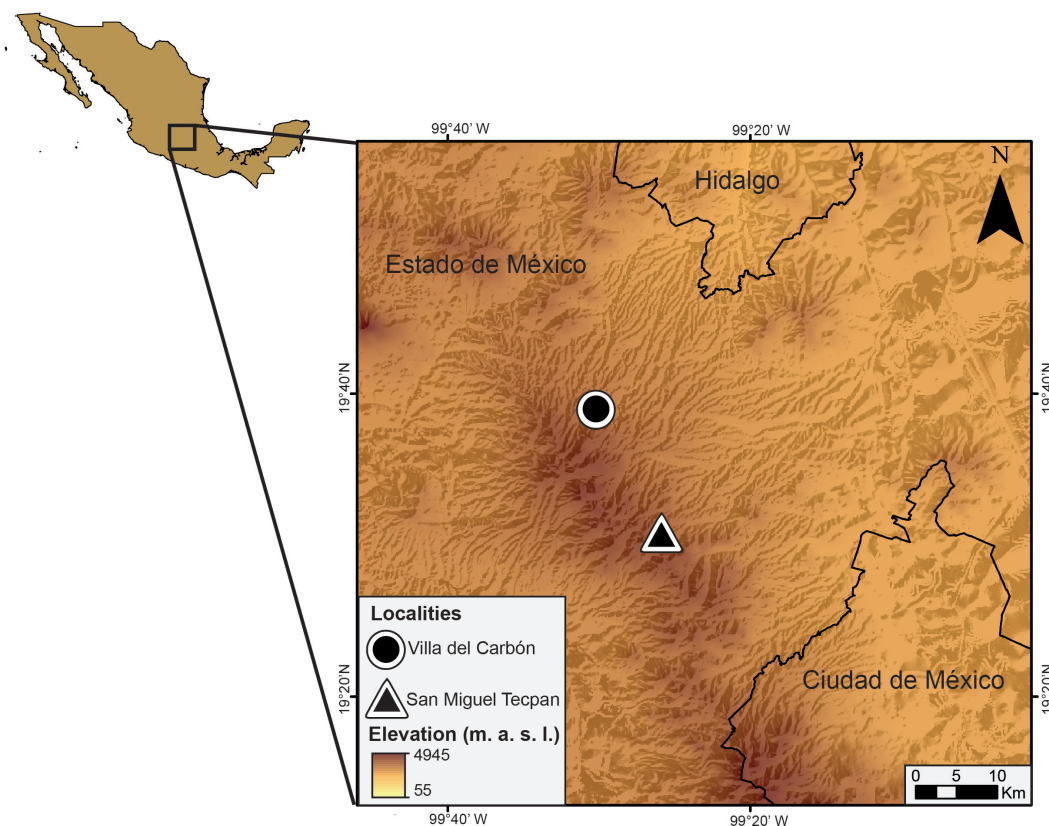 99°40' W
99°20' W
N
Hidalgo
Estado de México
19°40'N
19°40'N
Ciudad de México
19°20'N
19°20'N
Localities
Villa del Carbón
San Miguel Tecpan
Elevation (m. a. s. l.)
4945
55
0 5 10
Km
99°40' W
99°20' W